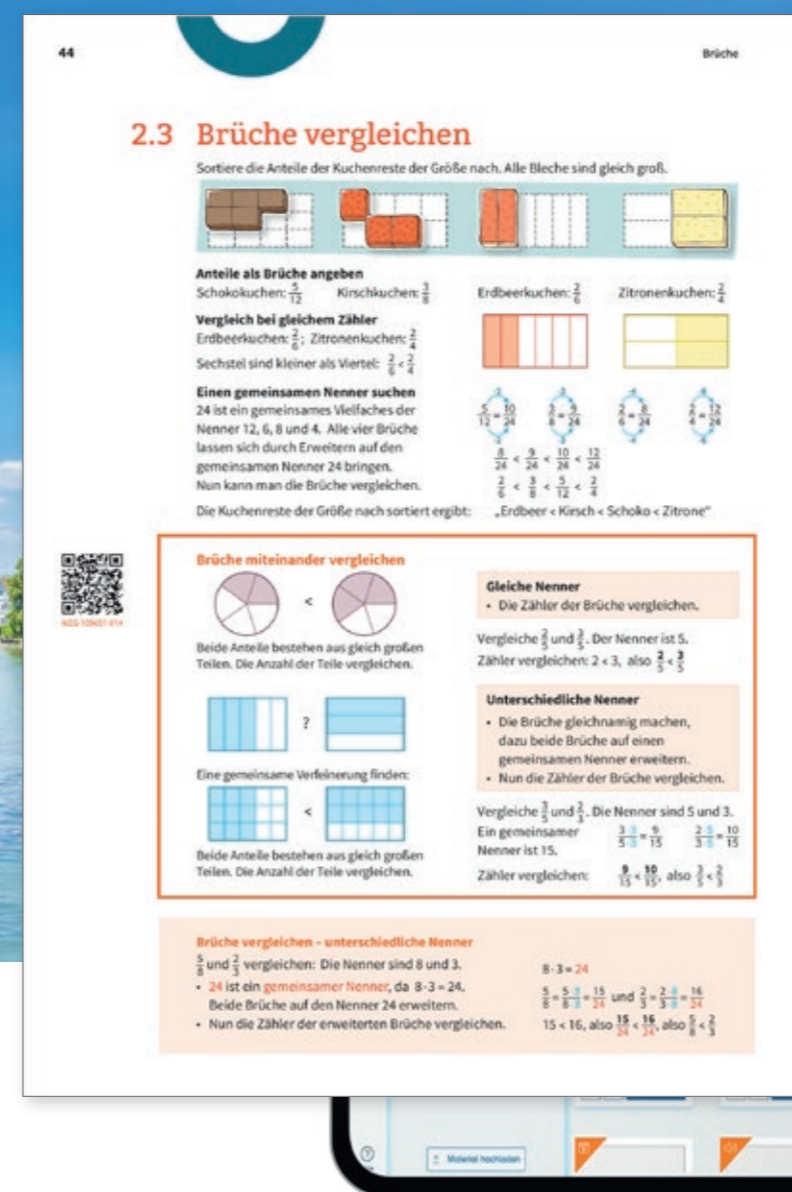 44
Brüche
2.3 Brüche vergleichen
Sortiere die Anteile der Kuchenreste der Größe nach. Alle Bleche sind gleich groß.
Anteile als Brüche angeben
Schokokuchen: 5/12 Kirschkuchen: 3/8 Erdbeerkuchen: 2/6 Zitronenkuchen: 2/4
Vergleich bei gleichem Zähler
Erdbeerkuchen: 2/6; Zitronenkuchen: 2/4
Sechstel sind kleiner als Viertel: 2/6 < 2/4
Einen gemeinsamen Nenner suchen
24 ist ein gemeinsames Vielfaches der
Nenner 12, 6, 8 und 4. Alle vier Brüche
lassen sich durch Erweitern auf den
gemeinsamen Nenner 24 bringen.
Nun kann man die Brüche vergleichen.
5/12 = 10/24 3/8 = 9/24 2/6 = 8/24 2/4 = 12/24
8/24 < 9/24 < 10/24 < 12/24
2/6 < 3/8 < 5/12 < 2/4
Die Kuchenreste der Größe nach sortiert ergibt: „Erdbeer < Kirsch < Schoko < Zitrone"
Brüche miteinander vergleichen
<
Beide Anteile bestehen aus gleich großen
Teilen. Die Anzahl der Teile vergleichen.
?
Eine gemeinsame Verfeinerung finden:
<
Beide Anteile bestehen aus gleich großen
Teilen. Die Anzahl der Teile vergleichen.
Gleiche Nenner
• Die Zähler der Brüche vergleichen.
Vergleiche 2/5 und 3/5. Der Nenner ist 5.
Zähler vergleichen: 2 < 3, also 2/5 < 3/5
Unterschiedliche Nenner
• Die Brüche gleichnamig machen,
dazu beide Brüche auf einen
gemeinsamen Nenner erweitern.
• Nun die Zähler der Brüche vergleichen.
Vergleiche 3/5 und 2/3. Die Nenner sind 5 und 3.
Ein gemeinsamer
Nenner ist 15.
3·3/5·3 = 9/15 2·5/3·5 = 10/15
Zähler vergleichen: 9/15 < 10/15, also 3/5 < 2/3
Brüche vergleichen – unterschiedliche Nenner
5/8 und 2/3 vergleichen: Die Nenner sind 8 und 3.
• 24 ist ein gemeinsamer Nenner, da 8·3 = 24.
Beide Brüche auf den Nenner 24 erweitern.
• Nun die Zähler der erweiterten Brüche vergleichen.
8·3 = 24
5/8 = 5·3/8·3 = 15/24 und 2/3 = 2·8/3·8 = 16/24
15 < 16, also 15/24 < 16/24, also 5/8 < 2/3
Material hochladen